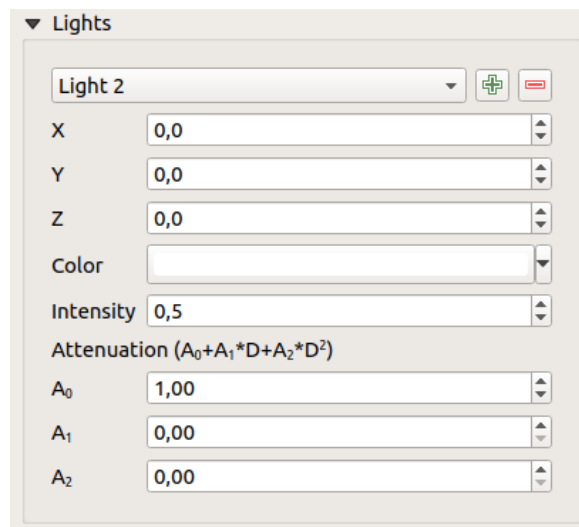 Lights
Light 2
X 0,0
Y 0,0
Z 0,0
Color
Intensity 0,5
Attenuation (A₀+A₁*D+A₂*D²)
A₀ 1,00
A₁ 0,00
A₂ 0,00